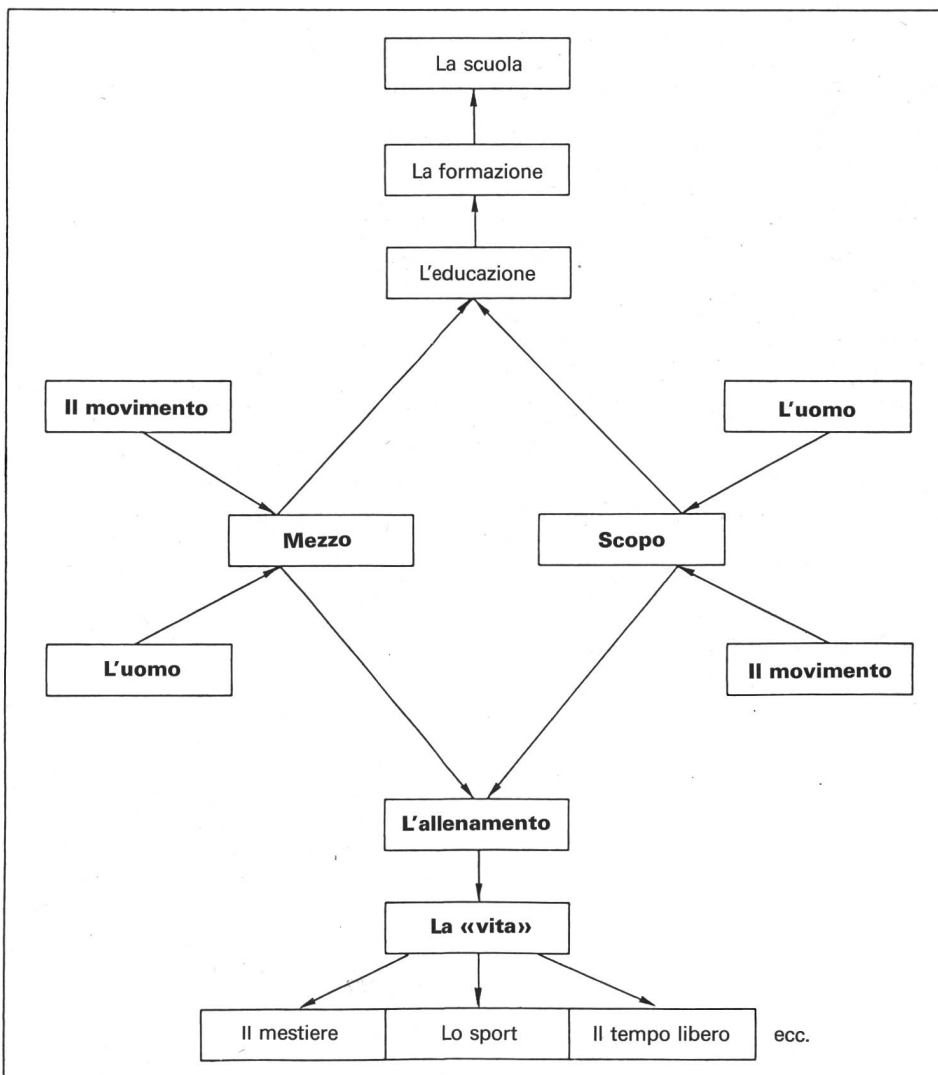 La scuola
La formazione
L'educazione
Il movimento
L'uomo
Mezzo
Scopo
L'uomo
Il movimento
L'allenamento
La «vita»
Il mestiere Lo sport Il tempo libero ecc.